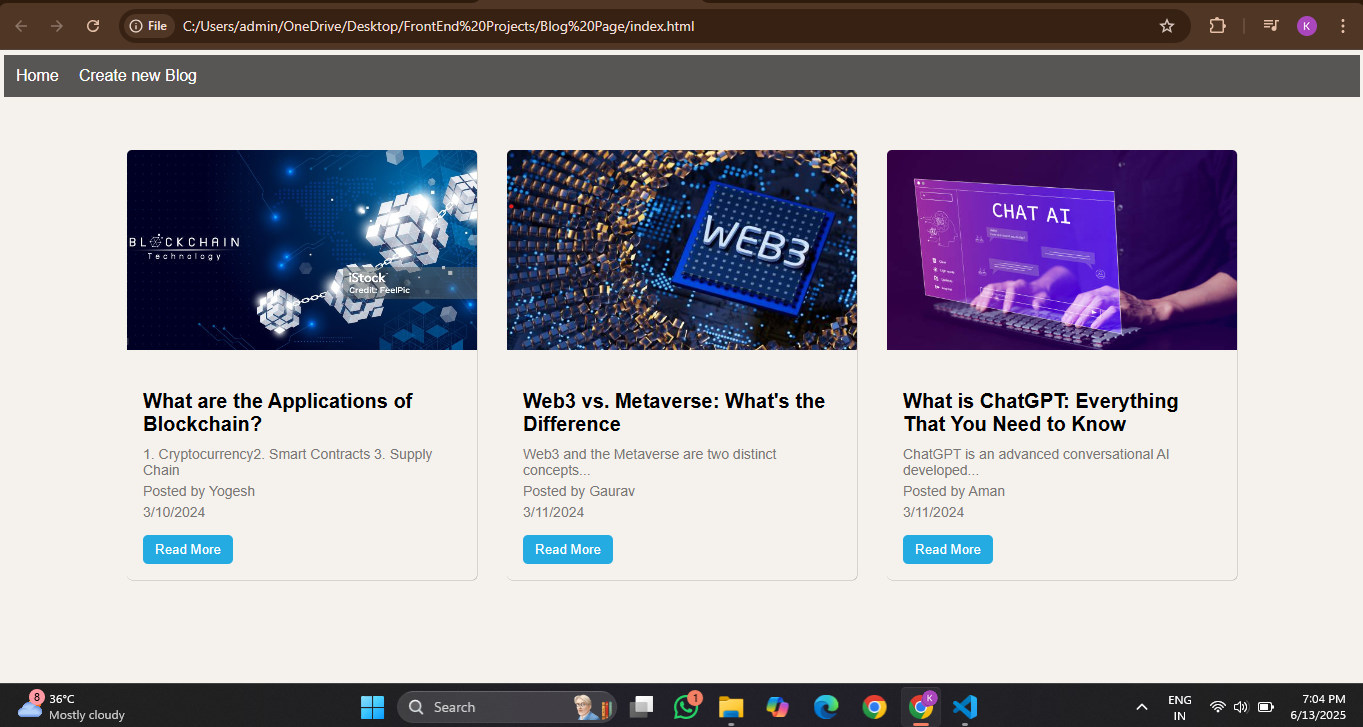 File
C:/Users/admin/OneDrive/Desktop/FrontEnd%20Projects/Blog%20Page/index.html
K
Home
Create new Blog
BLOCKCHAIN
Technology
iStock
Credit: FeelPic
WEB3
CHAT AI
What are the Applications of
Blockchain?
1. Cryptocurrency2. Smart Contracts 3. Supply
Chain
Posted by Yogesh
3/10/2024
Read More
Web3 vs. Metaverse: What's the
Difference
Web3 and the Metaverse are two distinct
concepts...
Posted by Gaurav
3/11/2024
Read More
What is ChatGPT: Everything
That You Need to Know
ChatGPT is an advanced conversational AI
developed...
Posted by Aman
3/11/2024
Read More
8
36°C
Mostly cloudy
Search
1
K
ENG
IN
7:04 PM
6/13/2025